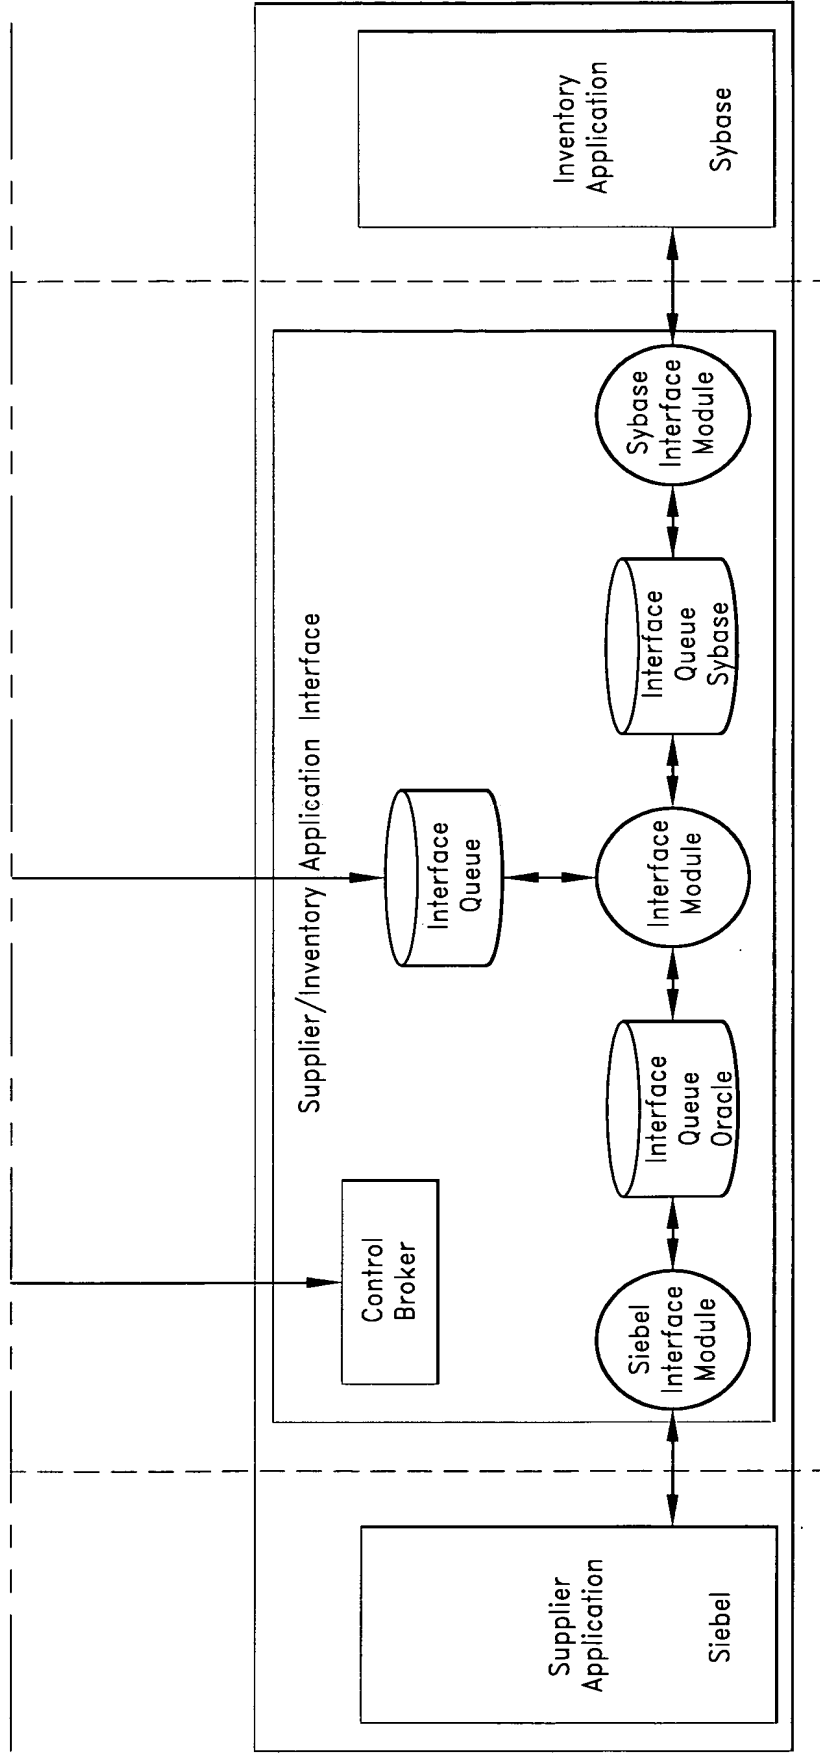 Supplier/Inventory Application Interface
Control
Broker
Interface
Queue
Supplier
Application
Siebel
Siebel
Interface
Module
Interface
Queue
Oracle
Interface
Module
Interface
Queue
Sybase
Sybase
Interface
Module
Inventory
Application
Sybase